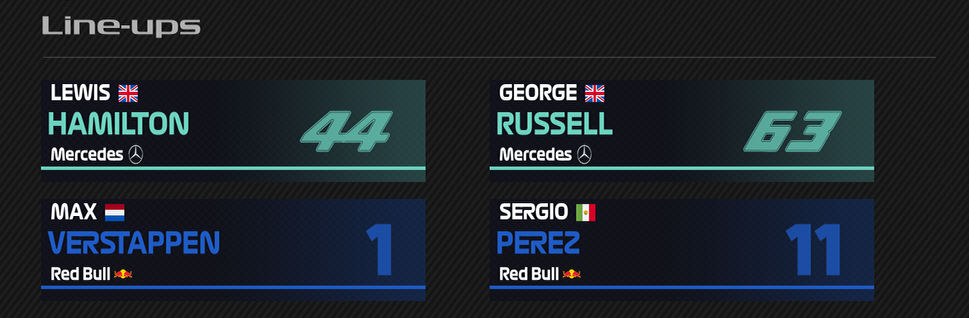 Line-ups
LEWIS
HAMILTON
44
Mercedes
GEORGE
RUSSELL
63
Mercedes
MAX
VERSTAPPEN
1
Red Bull
SERGIO
PEREZ
11
Red Bull